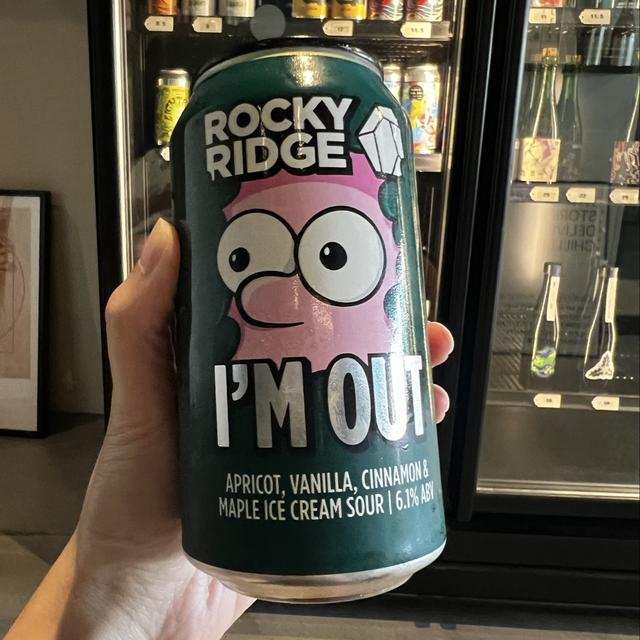 ROCKY
RIDGE
I'M OUT
APRICOT, VANILLA, CINNAMON &
MAPLE ICE CREAM SOUR | 6.1% ABV